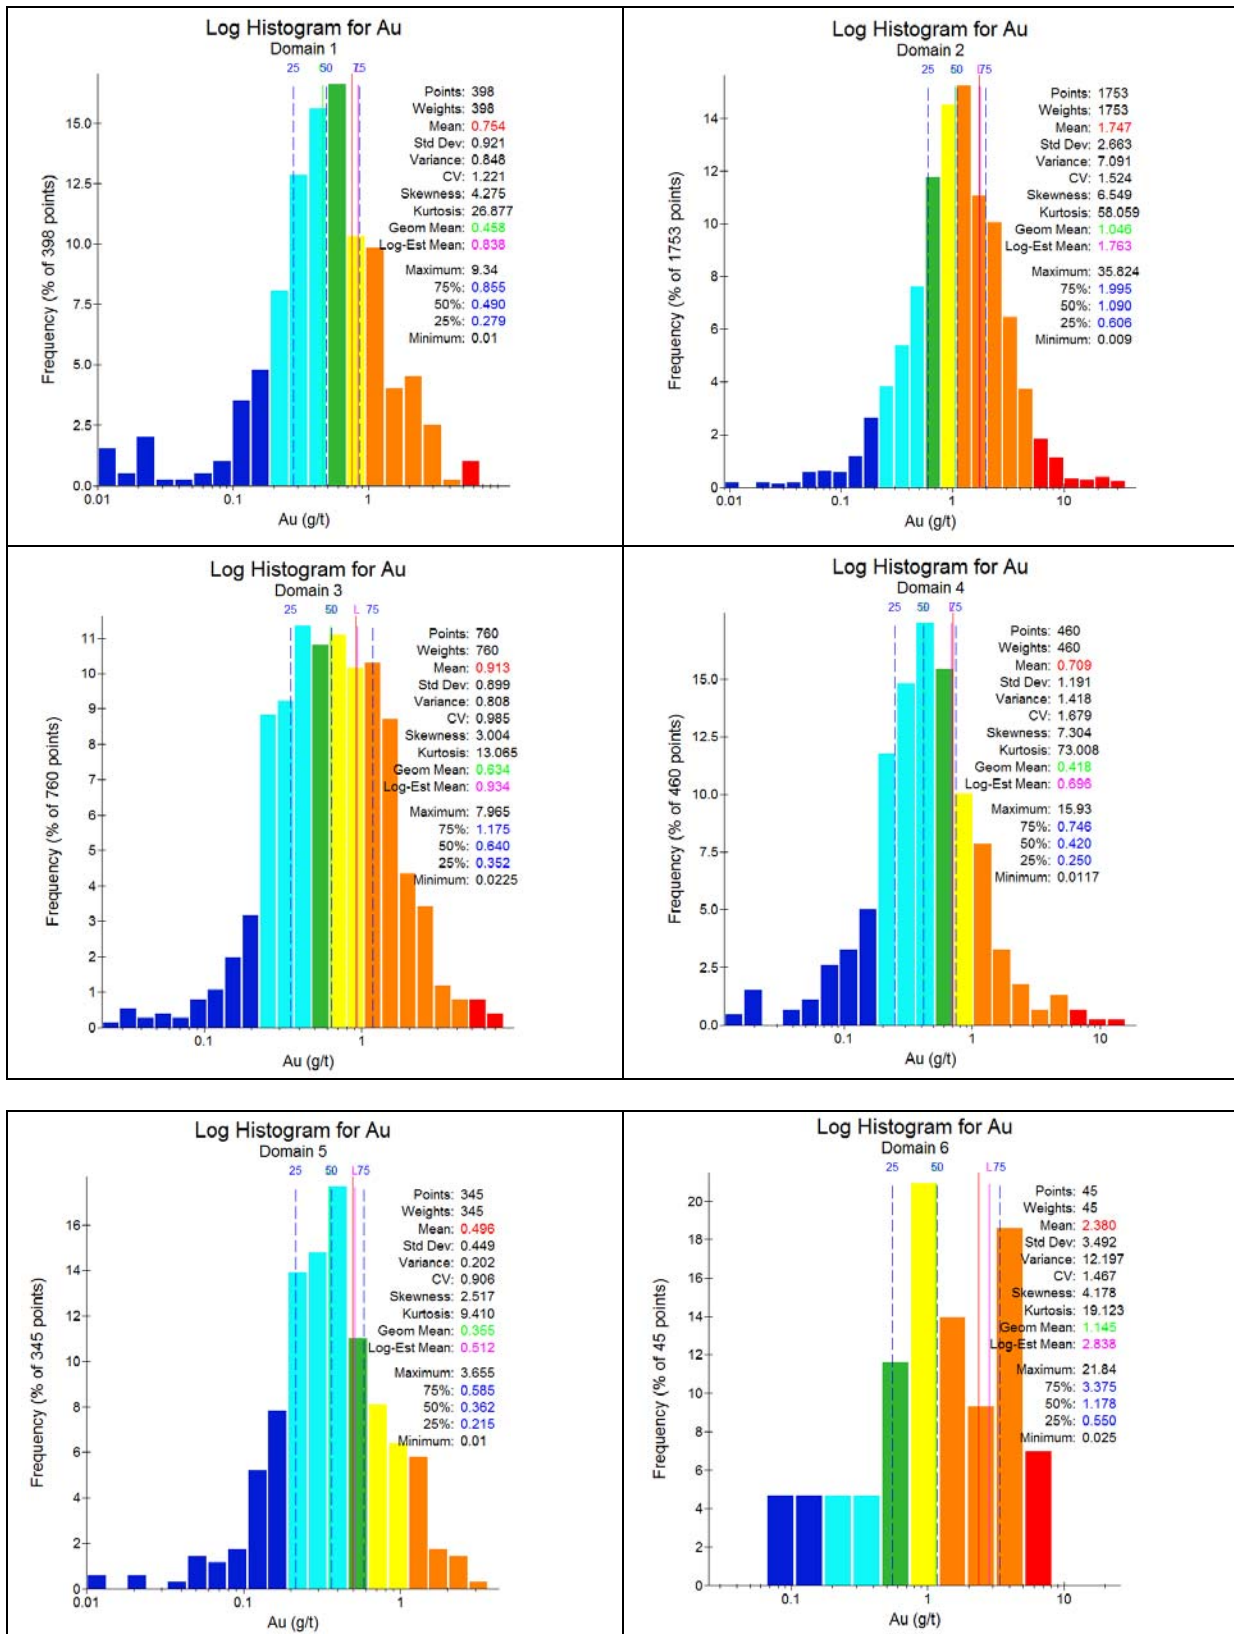 Log Histogram for Au
Domain 1
25 50 75
Points: 398
Weights: 398
Mean: 0.754
Std Dev: 0.921
Variance: 0.848
CV: 1.221
Skewness: 4.275
Kurtosis: 26.877
Geom Mean: 0.458
Log-Est Mean: 0.838
Maximum: 9.34
75%: 0.855
50%: 0.490
25%: 0.279
Minimum: 0.01
Frequency (% of 398 points)
15.0
12.5
10.0
7.5
5.0
2.5
0.0
0.01 0.1 1
Au (g/t)
Log Histogram for Au
Domain 2
25 50 75
Points: 1753
Weights: 1753
Mean: 1.747
Std Dev: 2.663
Variance: 7.091
CV: 1.524
Skewness: 6.549
Kurtosis: 58.059
Geom Mean: 1.046
Log-Est Mean: 1.763
Maximum: 35.824
75%: 1.995
50%: 1.090
25%: 0.606
Minimum: 0.009
Frequency (% of 1753 points)
14
12
10
8
6
4
2
0
0.01 0.1 1 10
Au (g/t)
Log Histogram for Au
Domain 3
25 50 L 75
Points: 760
Weights: 760
Mean: 0.913
Std Dev: 0.899
Variance: 0.808
CV: 0.985
Skewness: 3.004
Kurtosis: 13.065
Geom Mean: 0.634
Log-Est Mean: 0.934
Maximum: 7.965
75%: 1.175
50%: 0.640
25%: 0.352
Minimum: 0.0225
Frequency (% of 760 points)
11
10
9
8
7
6
5
4
3
2
1
0
0.1 1
Au (g/t)
Log Histogram for Au
Domain 4
25 50 75
Points: 460
Weights: 460
Mean: 0.709
Std Dev: 1.191
Variance: 1.418
CV: 1.679
Skewness: 7.304
Kurtosis: 73.008
Geom Mean: 0.418
Log-Est Mean: 0.696
Maximum: 15.93
75%: 0.746
50%: 0.420
25%: 0.250
Minimum: 0.0117
Frequency (% of 460 points)
15.0
12.5
10.0
7.5
5.0
2.5
0.0
0.1 1 10
Au (g/t)
Log Histogram for Au
Domain 5
25 50 L75
Points: 345
Weights: 345
Mean: 0.496
Std Dev: 0.449
Variance: 0.202
CV: 0.906
Skewness: 2.517
Kurtosis: 9.410
Geom Mean: 0.355
Log-Est Mean: 0.512
Maximum: 3.655
75%: 0.585
50%: 0.362
25%: 0.215
Minimum: 0.01
Frequency (% of 345 points)
16
14
12
10
8
6
4
2
0
0.01 0.1 1
Au (g/t)
Log Histogram for Au
Domain 6
25 50 L75
Points: 45
Weights: 45
Mean: 2.380
Std Dev: 3.492
Variance: 12.197
CV: 1.467
Skewness: 4.178
Kurtosis: 19.123
Geom Mean: 1.145
Log-Est Mean: 2.838
Maximum: 21.84
75%: 3.375
50%: 1.178
25%: 0.550
Minimum: 0.025
Frequency (% of 45 points)
20
18
16
14
12
10
8
6
4
2
0
0.1 1 10
Au (g/t)